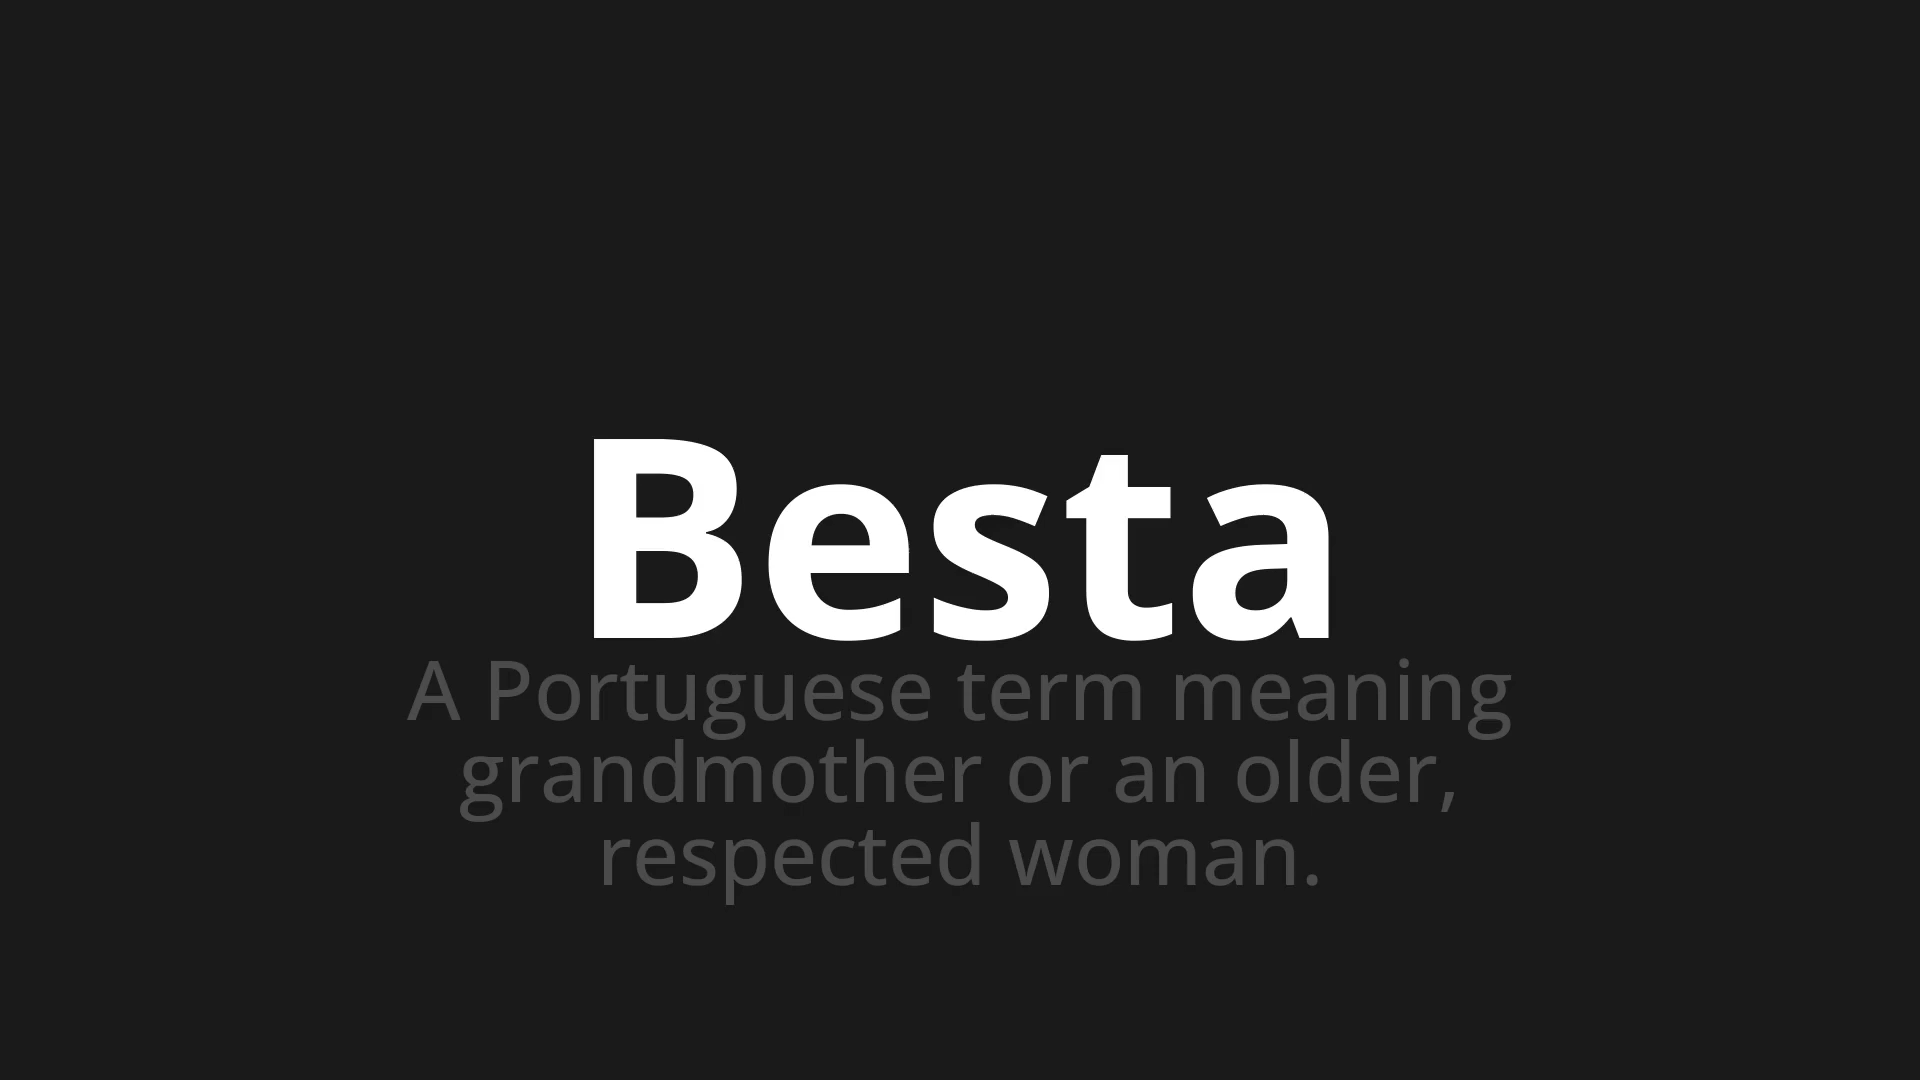 Besta
A Portuguese term meaning
grandmother or an older,
respected woman.